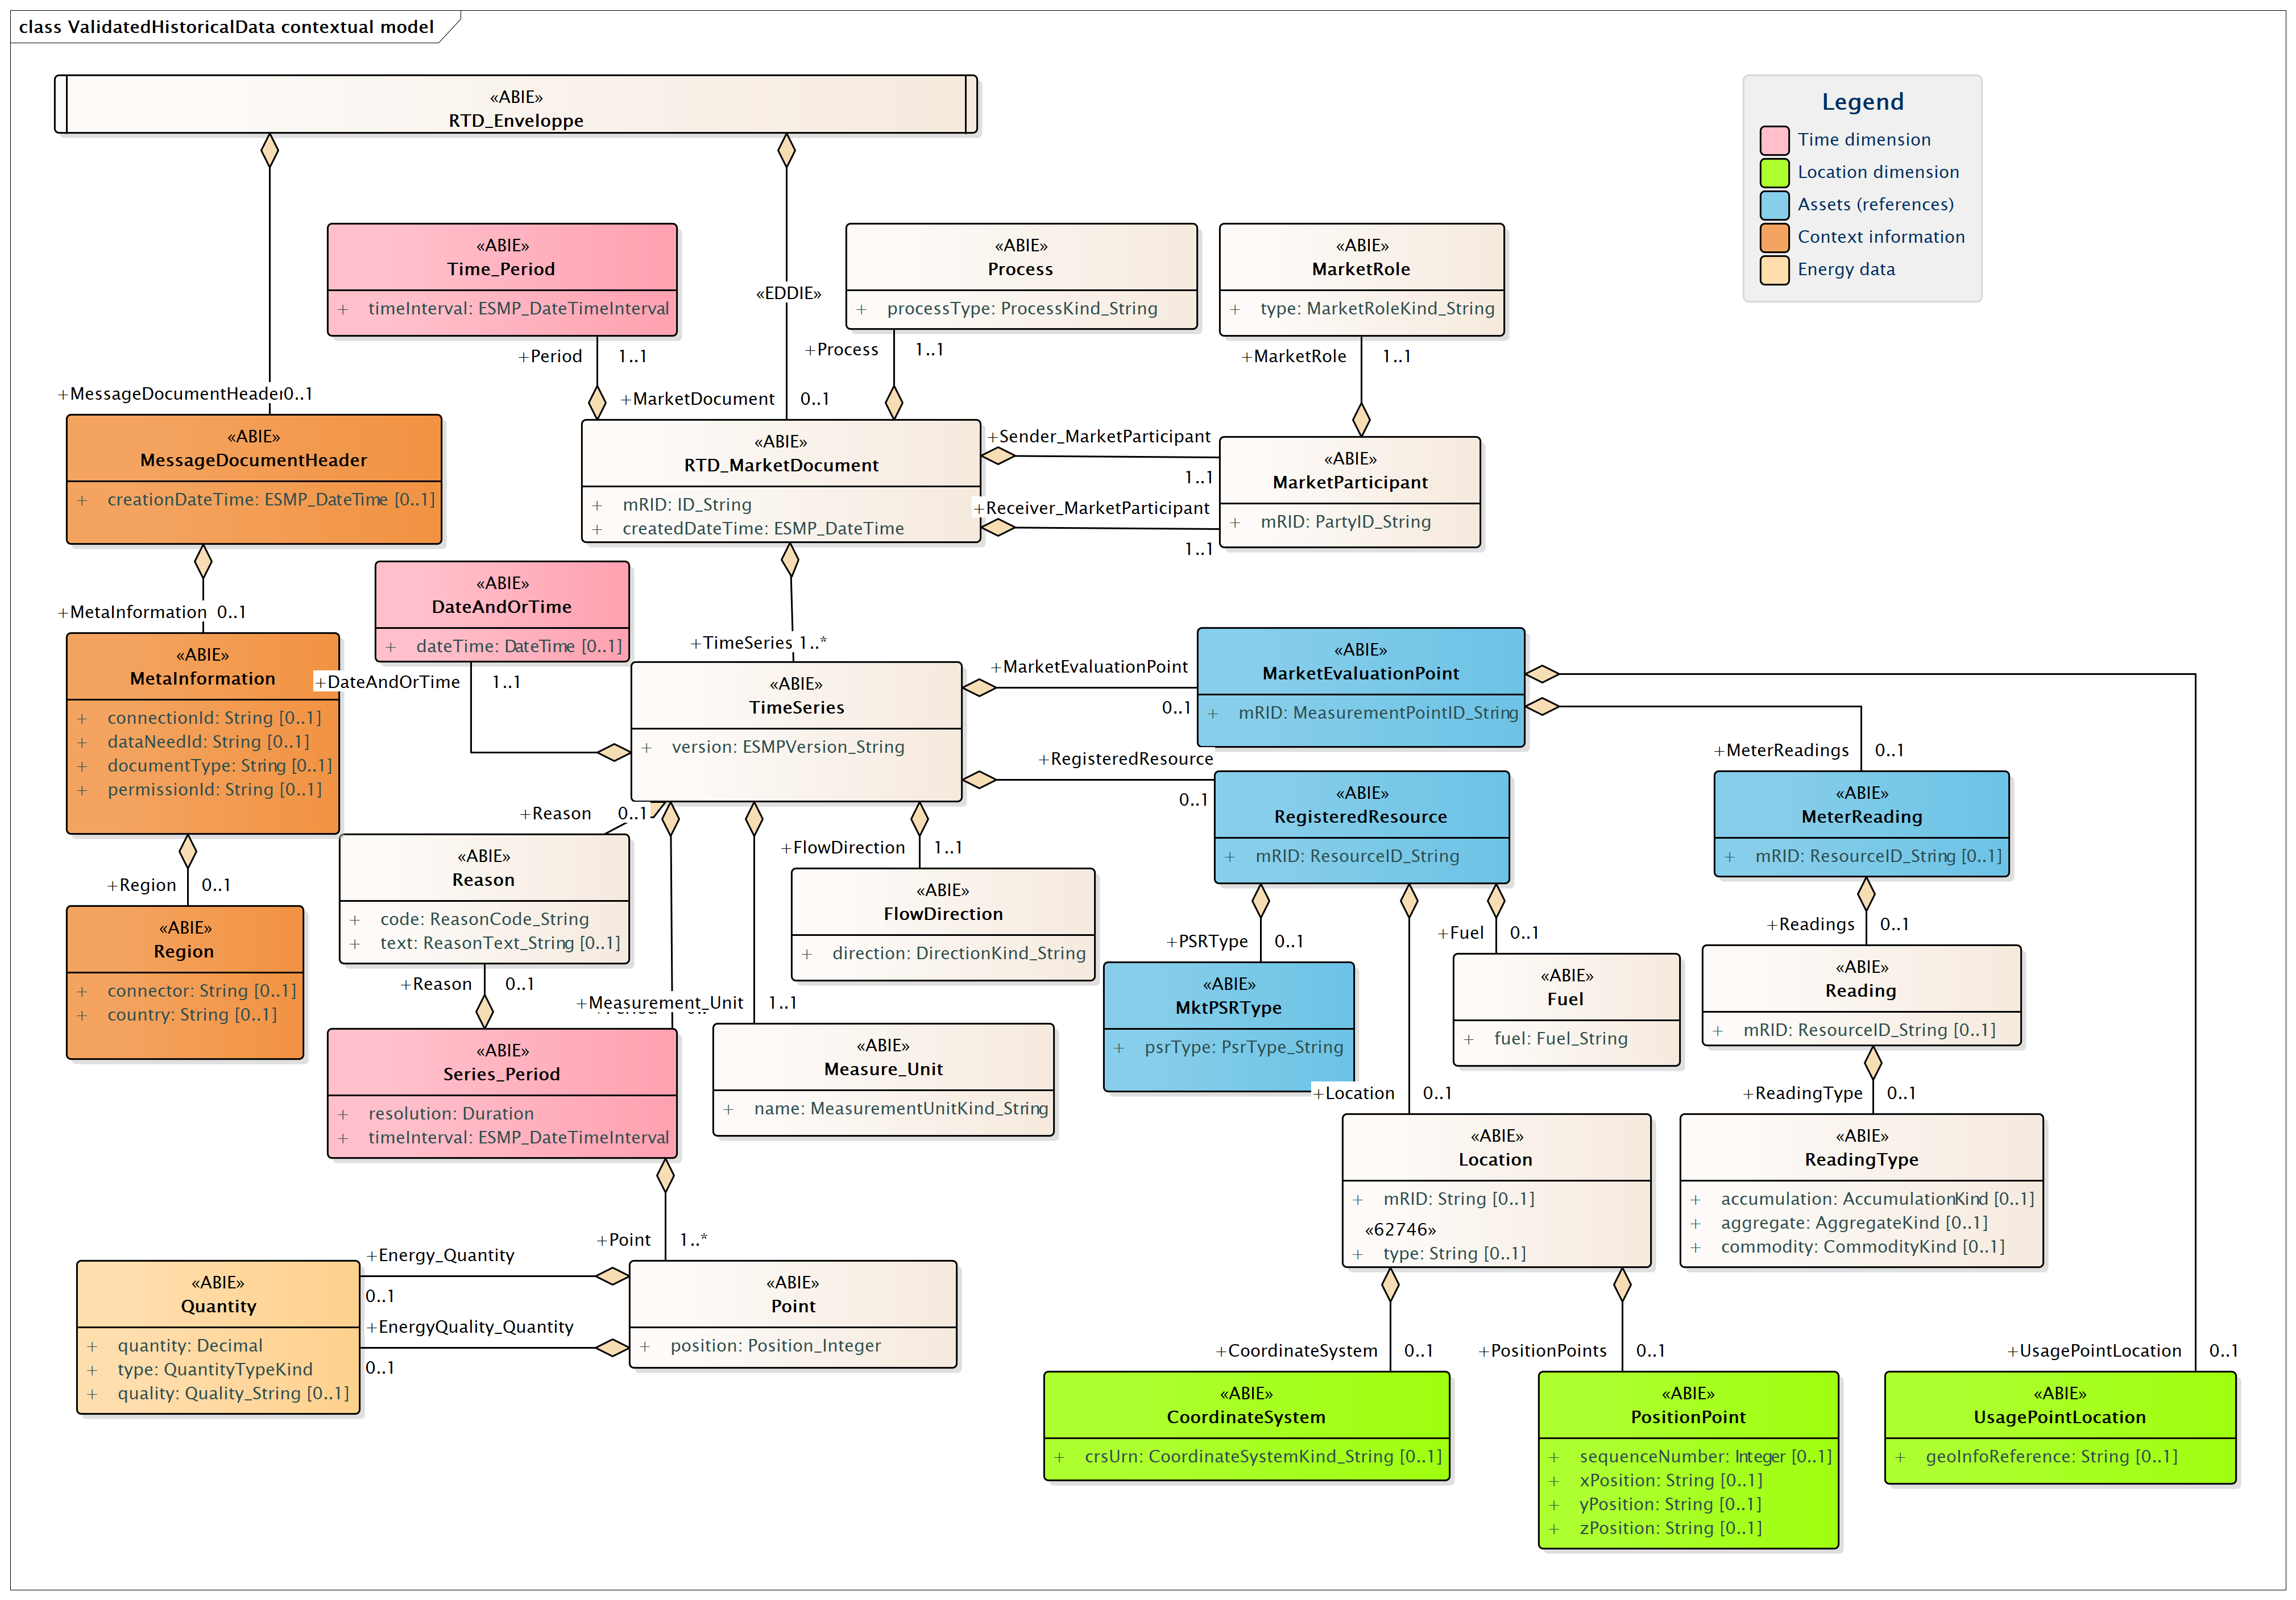 class ValidatedHistoricalData contextual model
«ABIE»
RTD_Enveloppe
Legend
Time dimension
Location dimension
Assets (references)
Context information
Energy data
«ABIE»
Time_Period
+ timeInterval: ESMP_DateTimeInterval
«EDDIE»
«ABIE»
Process
+ processType: ProcessKind_String
«ABIE»
MarketRole
+ type: MarketRoleKind_String
+Period 1..1
+Process 1..1
+MarketRole 1..1
+MessageDocumentHeader 0..1
+MarketDocument 0..1
«ABIE»
MessageDocumentHeader
+ creationDateTime: ESMP_DateTime [0..1]
«ABIE»
RTD_MarketDocument
+ mRID: ID_String
+ createdDateTime: ESMP_DateTime
+Sender_MarketParticipant
1..1
+Receiver_MarketParticipant
1..1
«ABIE»
MarketParticipant
+ mRID: PartyID_String
+MetaInformation 0..1
«ABIE»
DateAndOrTime
+ dateTime: DateTime [0..1]
+DateAndOrTime 1..1
+TimeSeries 1..*
«ABIE»
MetaInformation
+ connectionId: String [0..1]
+ dataNeedId: String [0..1]
+ documentType: String [0..1]
+ permissionId: String [0..1]
«ABIE»
TimeSeries
+ version: ESMPVersion_String
+MarketEvaluationPoint
0..1
«ABIE»
MarketEvaluationPoint
+ mRID: MeasurementPointID_String
+RegisteredResource
0..1
+MeterReadings 0..1
«ABIE»
RegisteredResource
+ mRID: ResourceID_String
«ABIE»
MeterReading
+ mRID: ResourceID_String [0..1]
+Reason 0..1
+FlowDirection 1..1
+Region 0..1
«ABIE»
Reason
+ code: ReasonCode_String
+ text: ReasonText_String [0..1]
«ABIE»
FlowDirection
+ direction: DirectionKind_String
«ABIE»
Region
+ connector: String [0..1]
+ country: String [0..1]
+PSRType 0..1
+Fuel 0..1
+Readings 0..1
+Reason 0..1
+Measurement_Unit 1..1
«ABIE»
MktPSRType
+ psrType: PsrType_String
«ABIE»
Fuel
+ fuel: Fuel_String
«ABIE»
Reading
+ mRID: ResourceID_String [0..1]
«ABIE»
Series_Period
+ resolution: Duration
+ timeInterval: ESMP_DateTimeInterval
«ABIE»
Measure_Unit
+ name: MeasurementUnitKind_String
+Location 0..1
+ReadingType 0..1
«ABIE»
Location
+ mRID: String [0..1]
«62746»
+ type: String [0..1]
«ABIE»
ReadingType
+ accumulation: AccumulationKind [0..1]
+ aggregate: AggregateKind [0..1]
+ commodity: CommodityKind [0..1]
+Point 1..*
+Energy_Quantity
0..1
+EnergyQuality_Quantity
0..1
«ABIE»
Quantity
+ quantity: Decimal
+ type: QuantityTypeKind
+ quality: Quality_String [0..1]
«ABIE»
Point
+ position: Position_Integer
+CoordinateSystem 0..1
+PositionPoints 0..1
+UsagePointLocation 0..1
«ABIE»
CoordinateSystem
+ crsUrn: CoordinateSystemKind_String [0..1]
«ABIE»
PositionPoint
+ sequenceNumber: Integer [0..1]
+ xPosition: String [0..1]
+ yPosition: String [0..1]
+ zPosition: String [0..1]
«ABIE»
UsagePointLocation
+ geoInfoReference: String [0..1]